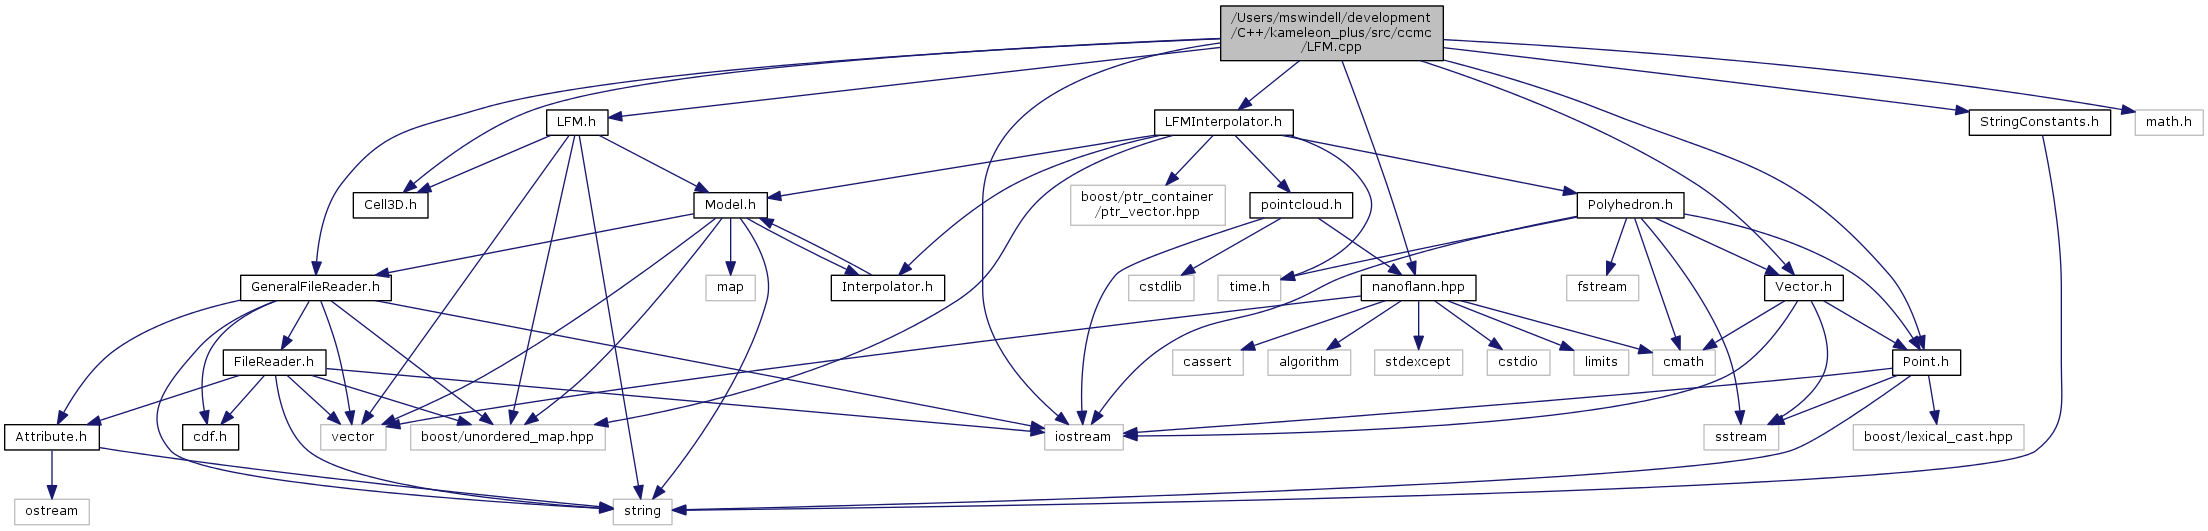 /Users/mswindell/development
/C++/kameleon_plus/src/ccmc
/LFM.cpp
LFM.h
LFMInterpolator.h
StringConstants.h
math.h
Cell3D.h
Model.h
boost/ptr_container
/ptr_vector.hpp
pointcloud.h
Polyhedron.h
GeneralFileReader.h
map
Interpolator.h
cstdlib
time.h
nanoflann.hpp
fstream
Vector.h
FileReader.h
cassert
algorithm
stdexcept
cstdio
limits
cmath
Point.h
Attribute.h
cdf.h
vector
boost/unordered_map.hpp
iostream
sstream
boost/lexical_cast.hpp
ostream
string